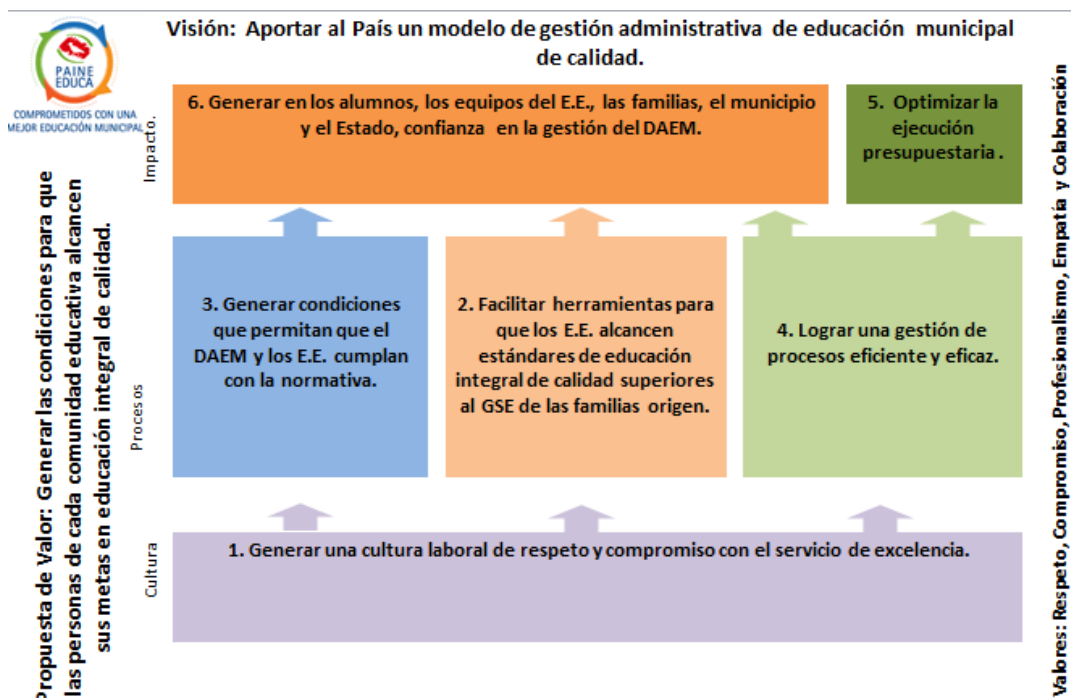 Visión: Aportar al País un modelo de gestión administrativa de educación municipal
de calidad.
PAINE
EDUCA
COMPROMETIDOS CON UNA
MEJOR EDUCACIÓN MUNICIPAL
Propuesta de Valor: Generar las condiciones para que
las personas de cada comunidad educativa alcancen
sus metas en educación integral de calidad.
Impacto.
6. Generar en los alumnos, los equipos del E.E., las familias, el municipio
y el Estado, confianza en la gestión del DAEM.
5. Optimizar la
ejecución
presupuestaria .
Procesos
3. Generar condiciones
que permitan que el
DAEM y los E.E. cumplan
con la normativa.
2. Facilitar herramientas para
que los E.E. alcancen
estándares de educación
integral de calidad superiores
al GSE de las familias origen.
4. Lograr una gestión de
procesos eficiente y eficaz.
Cultura
1. Generar una cultura laboral de respeto y compromiso con el servicio de excelencia.
Valores: Respeto, Compromiso, Profesionalismo, Empatía y Colaboración